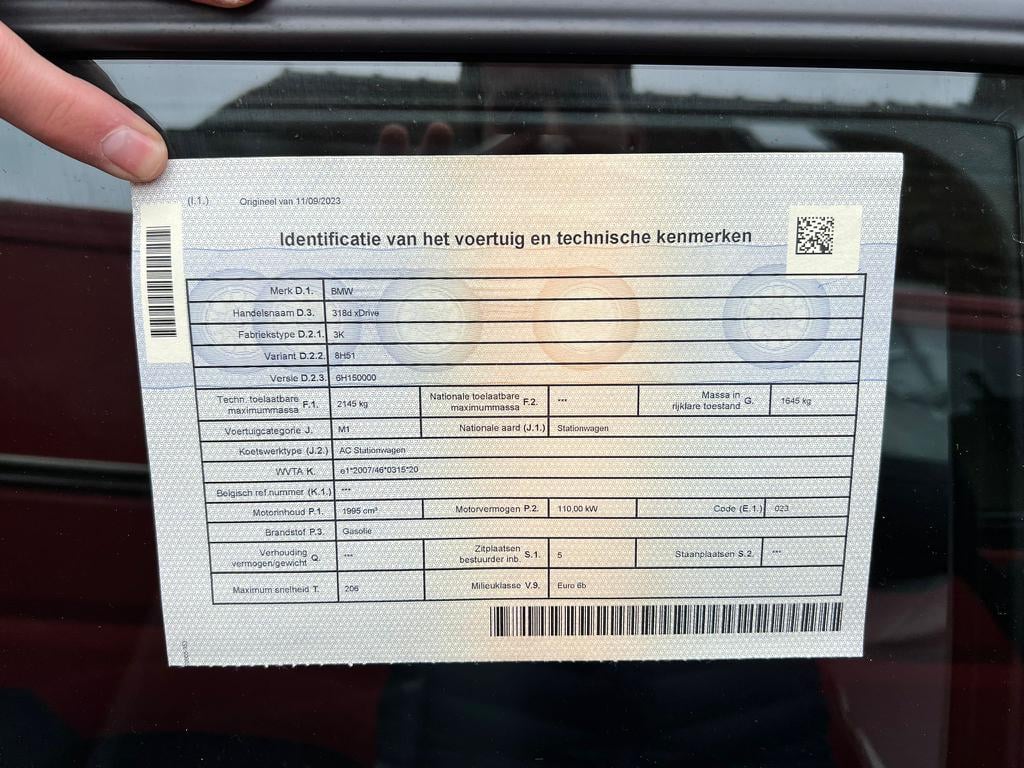 (I.1.) Origineel van 11/09/2023
Identificatie van het voertuig en technische kenmerken
Merk D.1. BMW
Handelsnaam D.3. 318d xDrive
Fabriekstype D.2.1. 3K
Variant D.2.2. 8H51
Versie D.2.3. 6H150000
Techn. toelaatbare maximummassa F.1. 2145 kg Nationale toelaatbare maximummassa F.2. --- Massa in rijklare toestand G. 1645 kg
Voertuigcategorie J. M1 Nationale aard (J.1.) Stationwagen
Koetswerktype (J.2.) AC Stationwagen
WVTA K. e1*2007/46*0315*20
Belgisch ref.nummer (K.1.) ---
Motorinhoud P.1. 1995 cm³ Motorvermogen P.2. 110,00 kW Code (E.1.) 023
Brandstof P.3. Gasolie
Verhouding vermogen/gewicht Q. --- Zitplaatsen bestuurder inb. S.1. 5 Staanplaatsen S.2. ---
Maximum snelheid T. 206 Milieuklasse V.9. Euro 6b